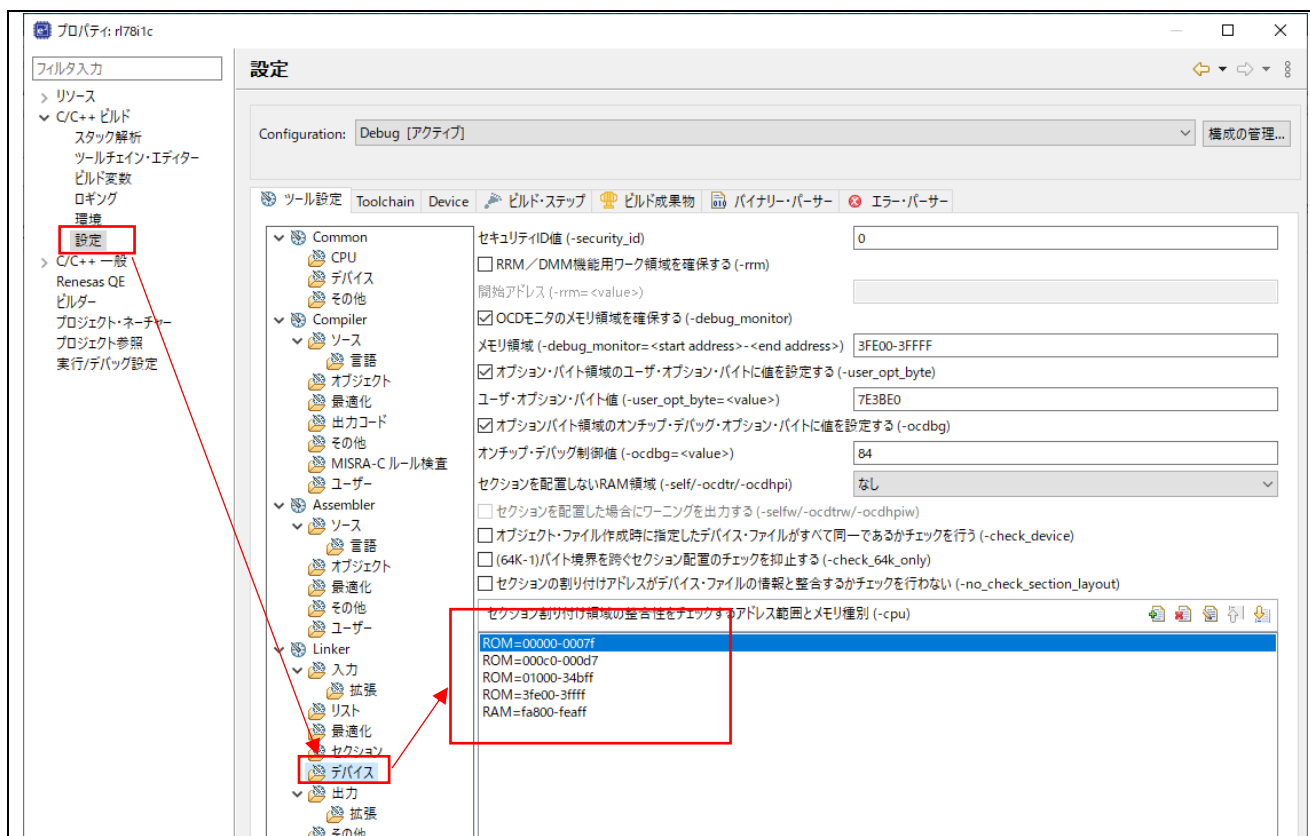 プロパティ: rl78i1c
フィルタ入力
リソース
C/C++ ビルド
スタック解析
ツールチェイン・エディター
ビルド変数
ロギング
環境
設定
C/C++ 一般
Renesas QE
ビルダー
プロジェクト・ネーチャー
プロジェクト参照
実行/デバッグ設定
設定
Configuration: Debug [アクティブ] 構成の管理...
ツール設定 Toolchain Device ビルド・ステップ ビルド成果物 バイナリー・パーサー エラー・パーサー
Common
CPU
デバイス
その他
Compiler
ソース
言語
オブジェクト
最適化
出力コード
その他
MISRA-C ルール検査
ユーザー
Assembler
ソース
言語
オブジェクト
最適化
その他
ユーザー
Linker
入力
拡張
リスト
最適化
セクション
デバイス
出力
拡張
その他
セキュリティID値 (-security_id) 0
RRM/DMM機能用ワーク領域を確保する (-rrm)
開始アドレス (-rrm=<value>)
OCDモニタのメモリ領域を確保する (-debug_monitor)
メモリ領域 (-debug_monitor=<start address>-<end address>) 3FE00-3FFFF
オプション・バイト領域のユーザ・オプション・バイトに値を設定する (-user_opt_byte)
ユーザ・オプション・バイト値 (-user_opt_byte=<value>) 7E3BE0
オプションバイト領域のオンチップ・デバッグ・オプション・バイトに値を設定する (-ocdbg)
オンチップ・デバッグ制御値 (-ocdbg=<value>) 84
セクションを配置しないRAM領域 (-self/-ocdtr/-ocdhpi) なし
セクションを配置した場合にワーニングを出力する (-selfw/-ocdtrw/-ocdhpiw)
オブジェクト・ファイル作成時に指定したデバイス・ファイルがすべて同一であるかチェックを行う (-check_device)
(64K-1)バイト境界を跨ぐセクション配置のチェックを抑止する (-check_64k_only)
セクションの割り付けアドレスがデバイス・ファイルの情報と整合するかチェックを行わない (-no_check_section_layout)
セクション割り付け領域の整合性をチェックするアドレス範囲とメモリ種別 (-cpu)
ROM=00000-0007f
ROM=000c0-000d7
ROM=01000-34bff
ROM=3fe00-3ffff
RAM=fa800-feaff